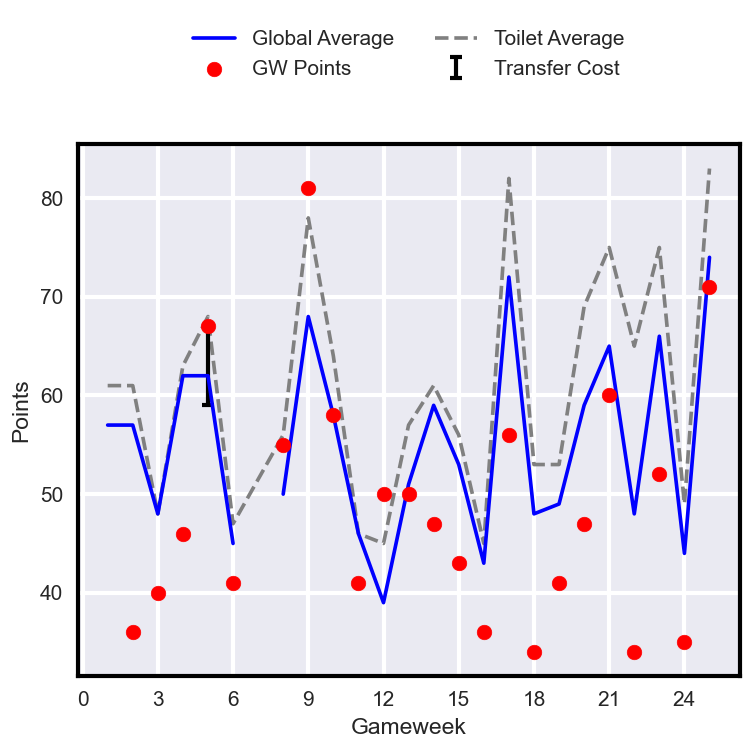 Global Average
GW Points
Toilet Average
Transfer Cost
80
70
60
50
40
Points
0 3 6 9 12 15 18 21 24
Gameweek